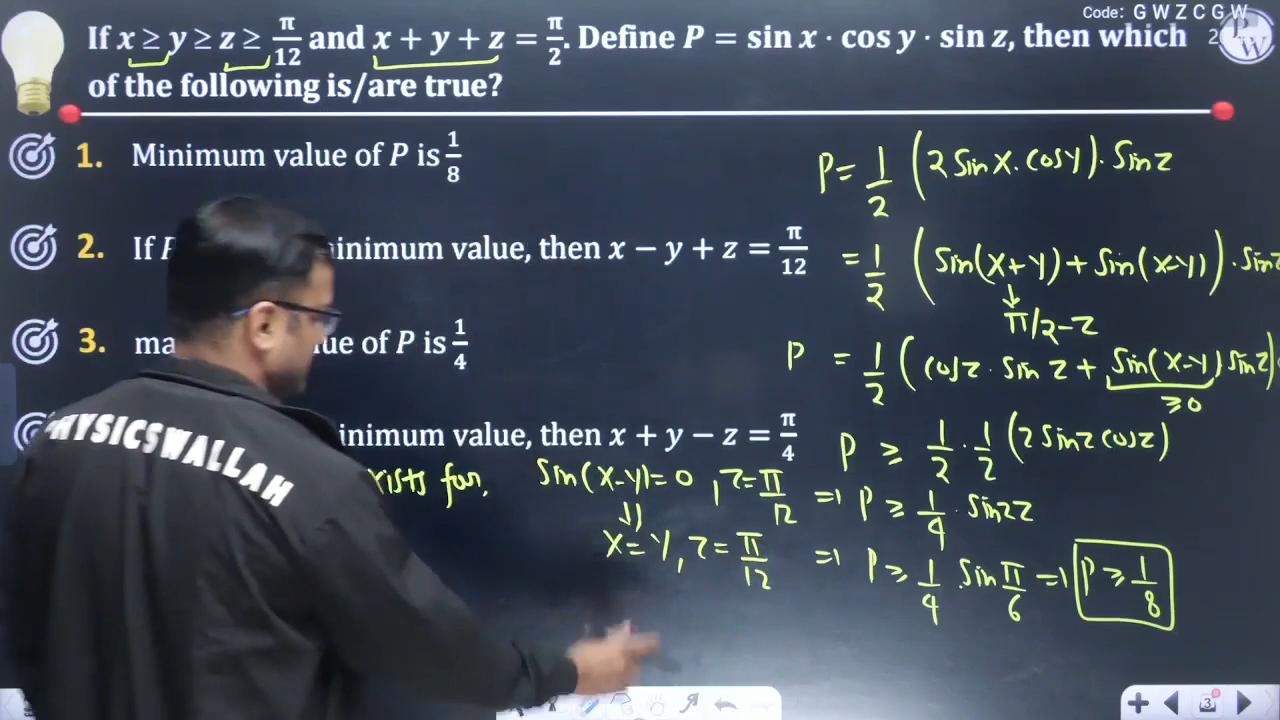 Code: G W Z C G W
If x ≥ y ≥ z ≥ π/12 and x + y + z = π/2. Define P = sin x · cos y · sin z, then which
of the following is/are true?
1. Minimum value of P is 1/8
2. If inimum value, then x − y + z = π/12
3. ma ue of P is 1/4
inimum value, then x + y − z = π/4
P = 1/2 (2 Sin x . cos y) . Sin z
= 1/2 (Sin(x+y) + Sin(x-y)) . Sin z
↓
π/2 - z
P = 1/2 (cos z . Sin z + Sin(x-y) Sin z)
≥ 0
P ≥ 1/2 . 1/2 (2 Sin z cos z)
for, Sin(x-y) = 0 , z = π/12 ⇒ P ≥ 1/4 . Sin 2z
⇓
x = y, z = π/12 ⇒ P ≥ 1/4 . Sin π/6 ⇒ P ≥ 1/8
PHYSICSWALLAH
PW
3